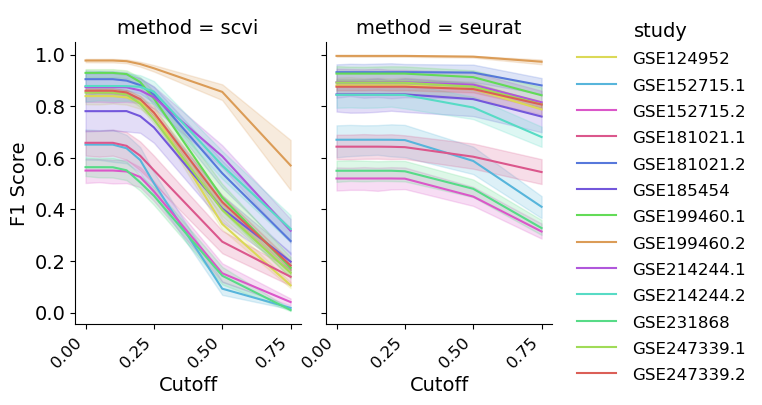 method = scvi
method = seurat
F1 Score
1.0
0.8
0.6
0.4
0.2
0.0
0.00
0.25
0.50
0.75
Cutoff
0.00
0.25
0.50
0.75
Cutoff
study
GSE124952
GSE152715.1
GSE152715.2
GSE181021.1
GSE181021.2
GSE185454
GSE199460.1
GSE199460.2
GSE214244.1
GSE214244.2
GSE231868
GSE247339.1
GSE247339.2